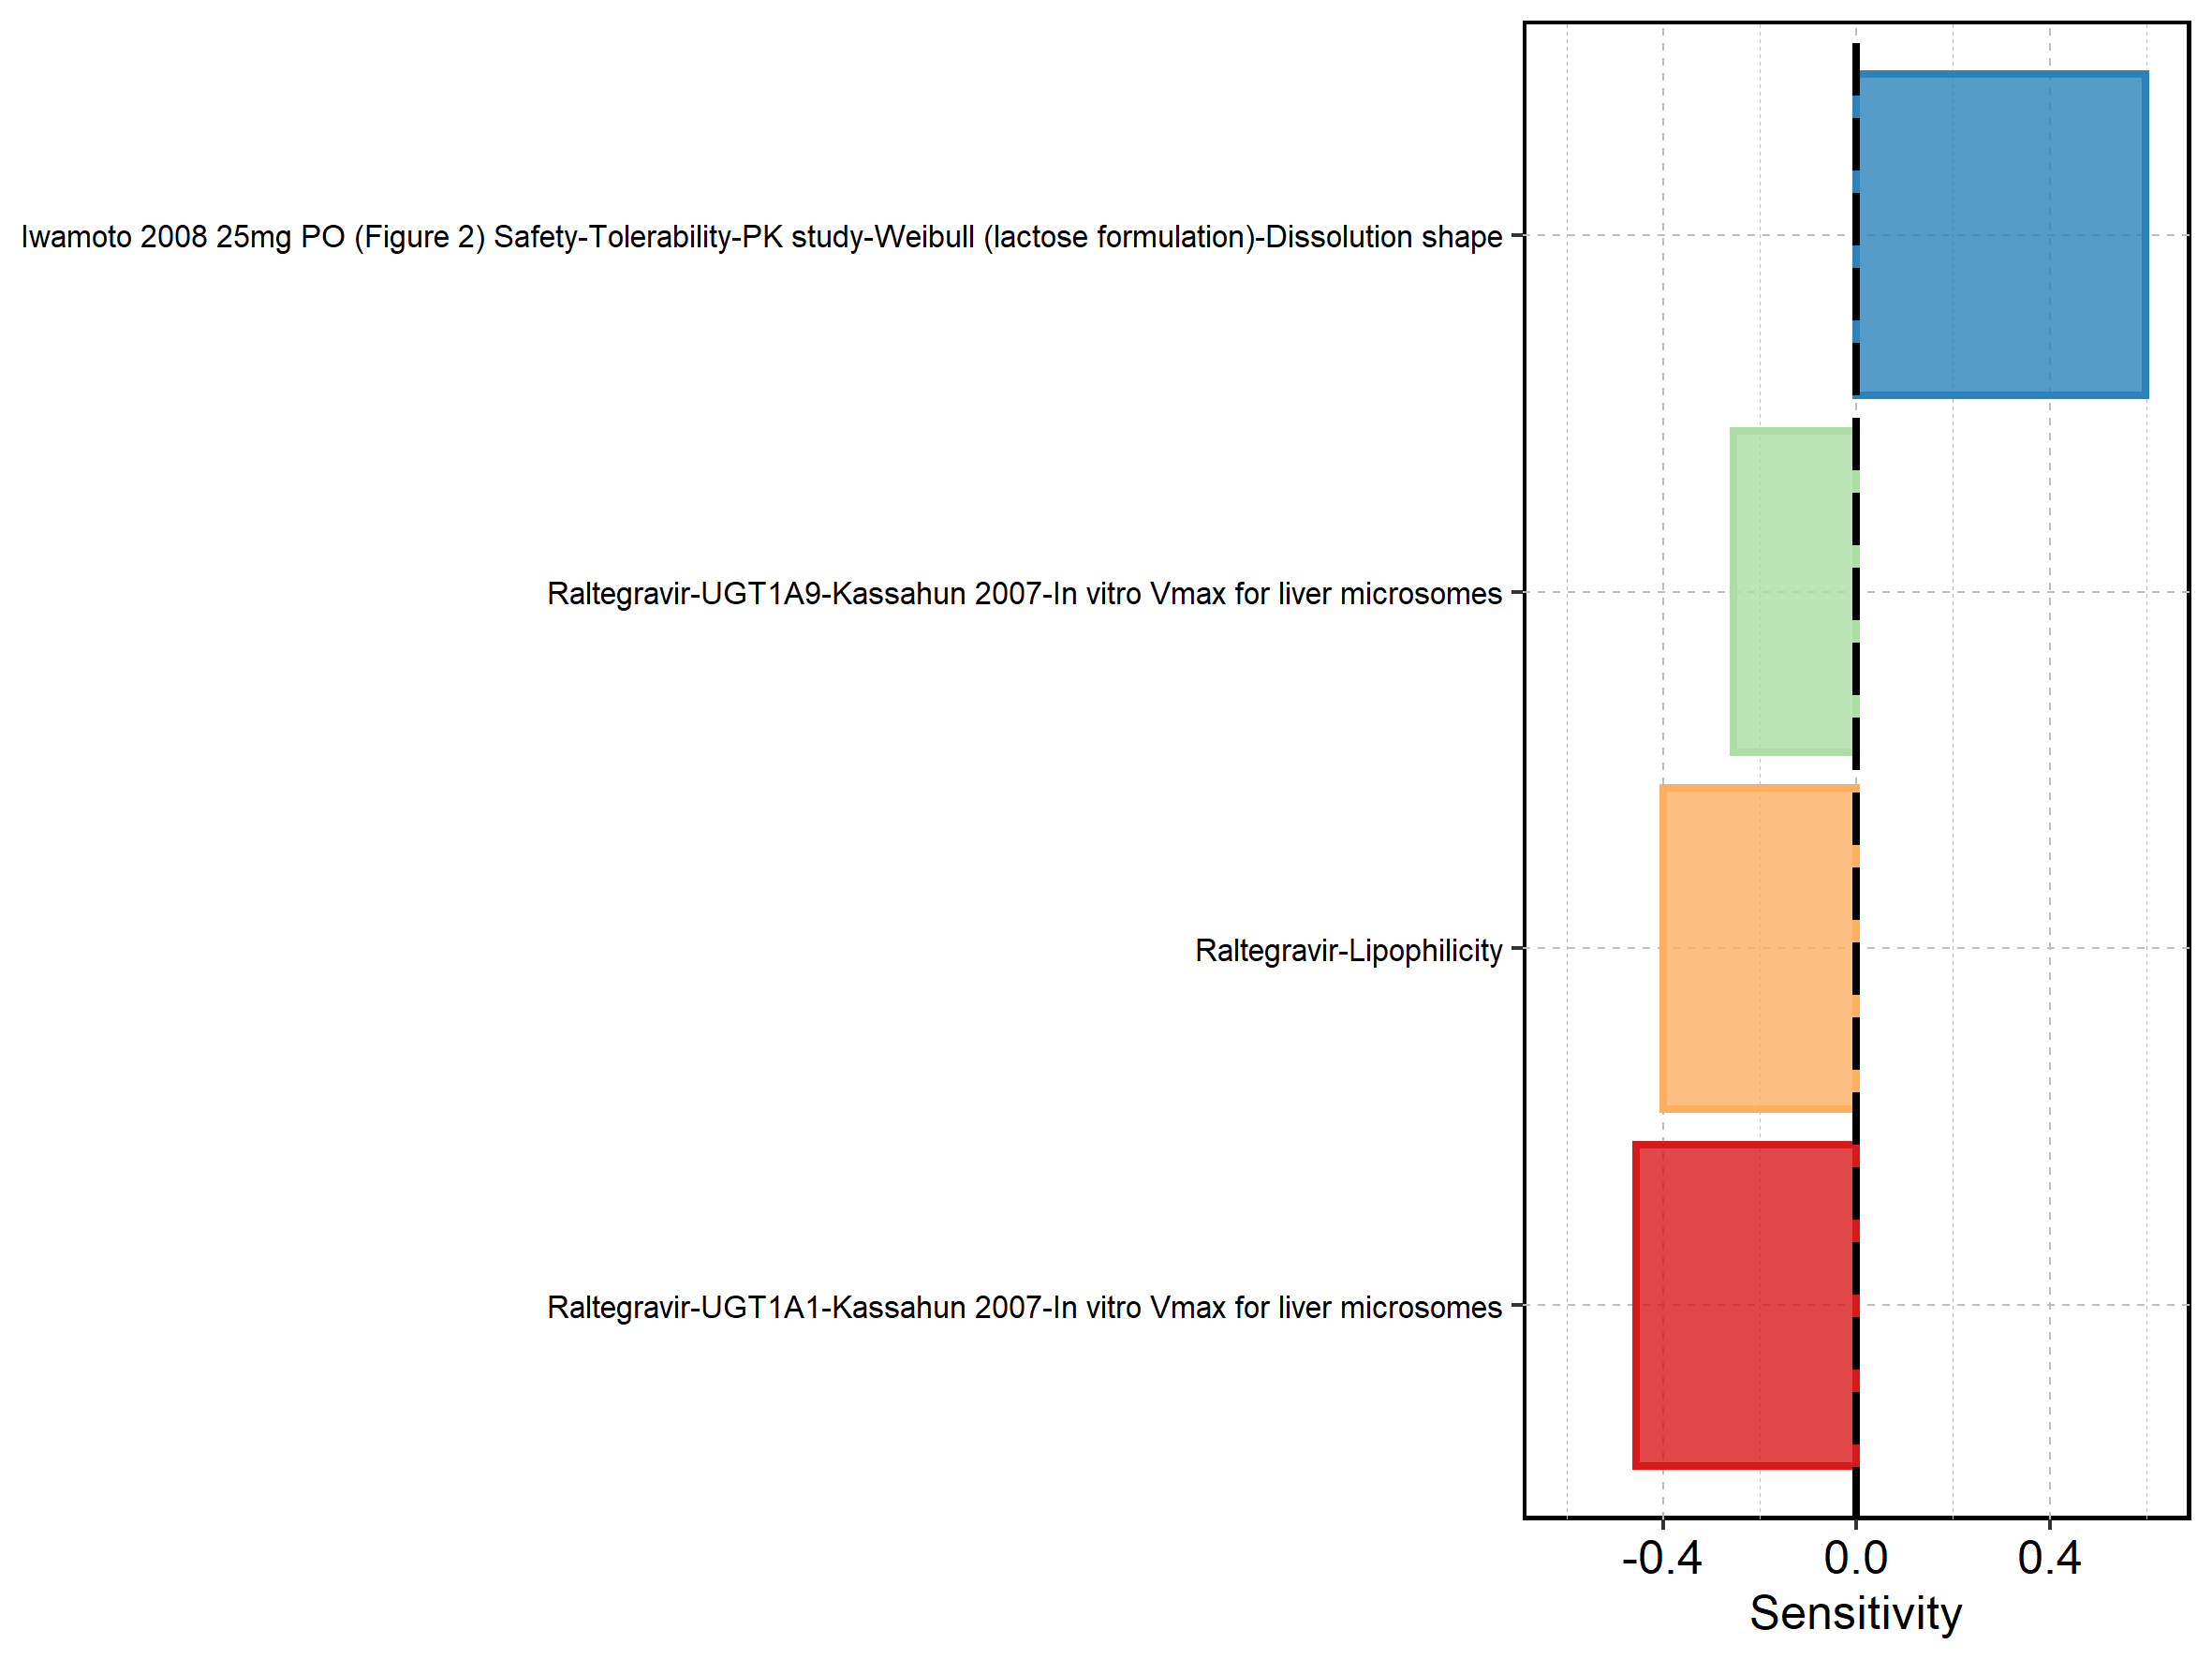 Iwamoto 2008 25mg PO (Figure 2) Safety-Tolerability-PK study-Weibull (lactose formulation)-Dissolution shape
Raltegravir-UGT1A9-Kassahun 2007-In vitro Vmax for liver microsomes
Raltegravir-Lipophilicity
Raltegravir-UGT1A1-Kassahun 2007-In vitro Vmax for liver microsomes
-0.4 0.0 0.4
Sensitivity